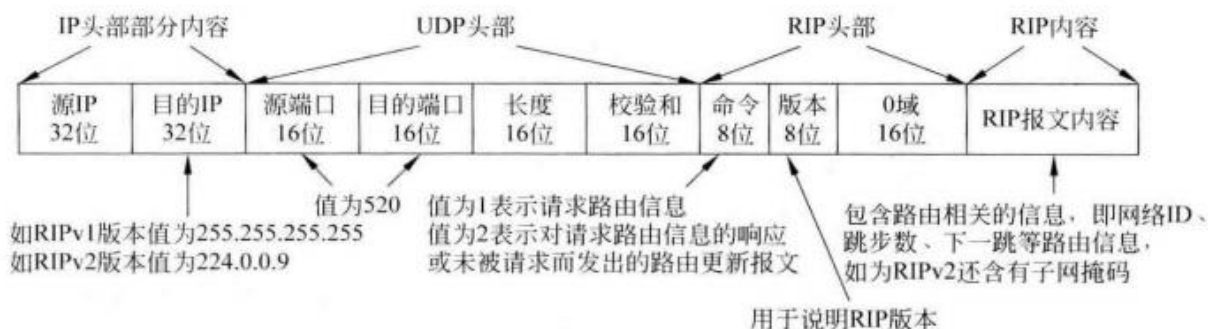 IP头部部分内容 UDP头部 RIP头部 RIP内容
源IP 目的IP 源端口 目的端口 长度 校验和 命令 版本 0域 RIP报文内容
32位 32位 16位 16位 16位 16位 8位 8位 16位
值为520
如RIPv1版本值为255.255.255.255
如RIPv2版本值为224.0.0.9
值为1表示请求路由信息
值为2表示对请求路由信息的响应
或未被请求而发出的路由更新报文
包含路由相关的信息，即网络ID、
跳步数、下一跳等路由信息，
如为RIPv2还含有子网掩码
用于说明RIP版本